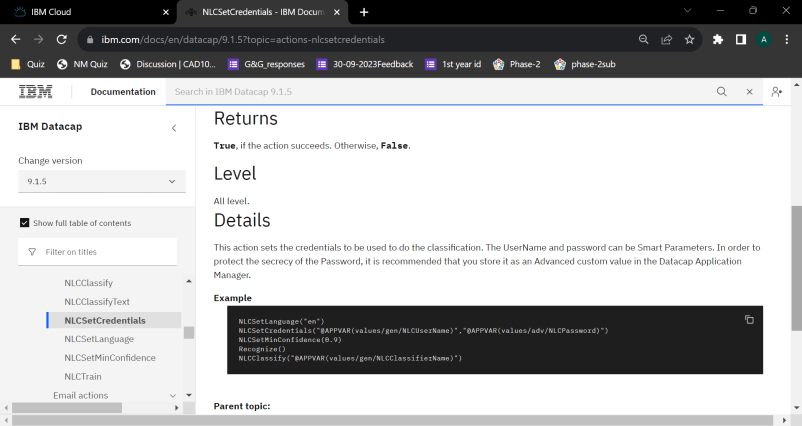 IBM Cloud
NLCSetCredentials - IBM Docum
ibm.com/docs/en/datacap/9.1.5?topic=actions-nlcsetcredentials
A
Quiz
NM Quiz
Discussion | CAD10...
G&G_responses
30-09-2023Feedback
1st year id
Phase-2
phase-2sub
IBM
Documentation
Search in IBM Datacap 9.1.5
IBM Datacap
Change version
9.1.5
Show full table of contents
Filter on titles
NLCClassify
NLCClassifyText
NLCSetCredentials
NLCSetLanguage
NLCSetMinConfidence
NLCTrain
Email actions
Returns
True, if the action succeeds. Otherwise, False.
Level
All level.
Details
This action sets the credentials to be used to do the classification. The UserName and password can be Smart Parameters. In order to
protect the secrecy of the Password, it is recommended that you store it as an Advanced custom value in the Datacap Application
Manager.
Example
NLCSetLanguage("en")
NLCSetCredentials("@APPVAR(values/gen/NLCUserName)","@APPVAR(values/adv/NLCPassword)")
NLCSetMinConfidence(0.9)
Recognize()
NLCClassify("@APPVAR(values/gen/NLCClassifierName)")
Parent topic: